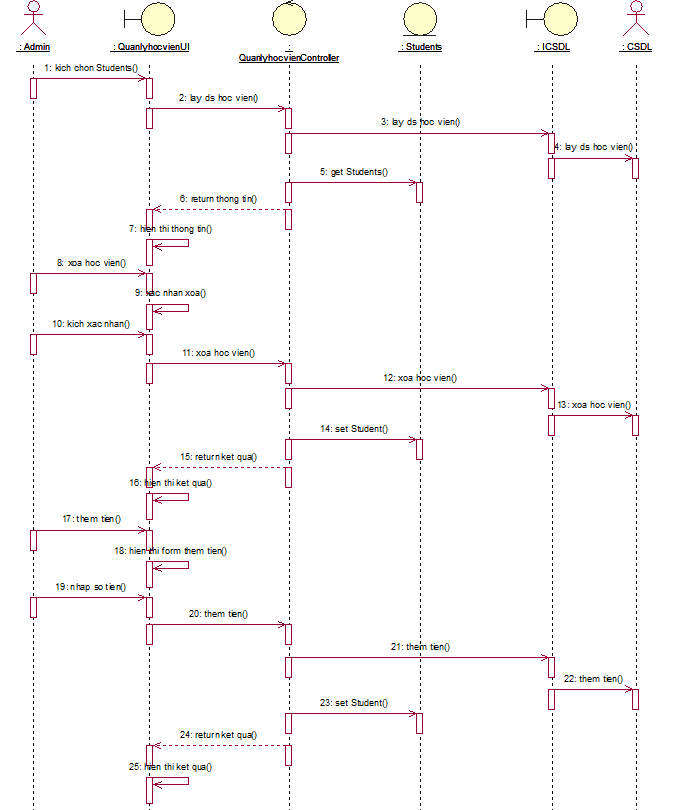 : Admin
: QuanlyhocvienUI
:
QuanlyhocvienController
: Students
: ICSDL
: CSDL
1: kich chon Students()
2: lay ds hoc vien()
3: lay ds hoc vien()
4: lay ds hoc vien()
5: get Students()
6: return thong tin()
7: hien thi thong tin()
8: xoa hoc vien()
9: xac nhan xoa()
10: kich xac nhan()
11: xoa hoc vien()
12: xoa hoc vien()
13: xoa hoc vien()
14: set Student()
15: return ket qua()
16: hien thi ket qua()
17: them tien()
18: hien thi form them tien()
19: nhap so tien()
20: them tien()
21: them tien()
22: them tien()
23: set Student()
24: return ket qua()
25: hien thi ket qua()